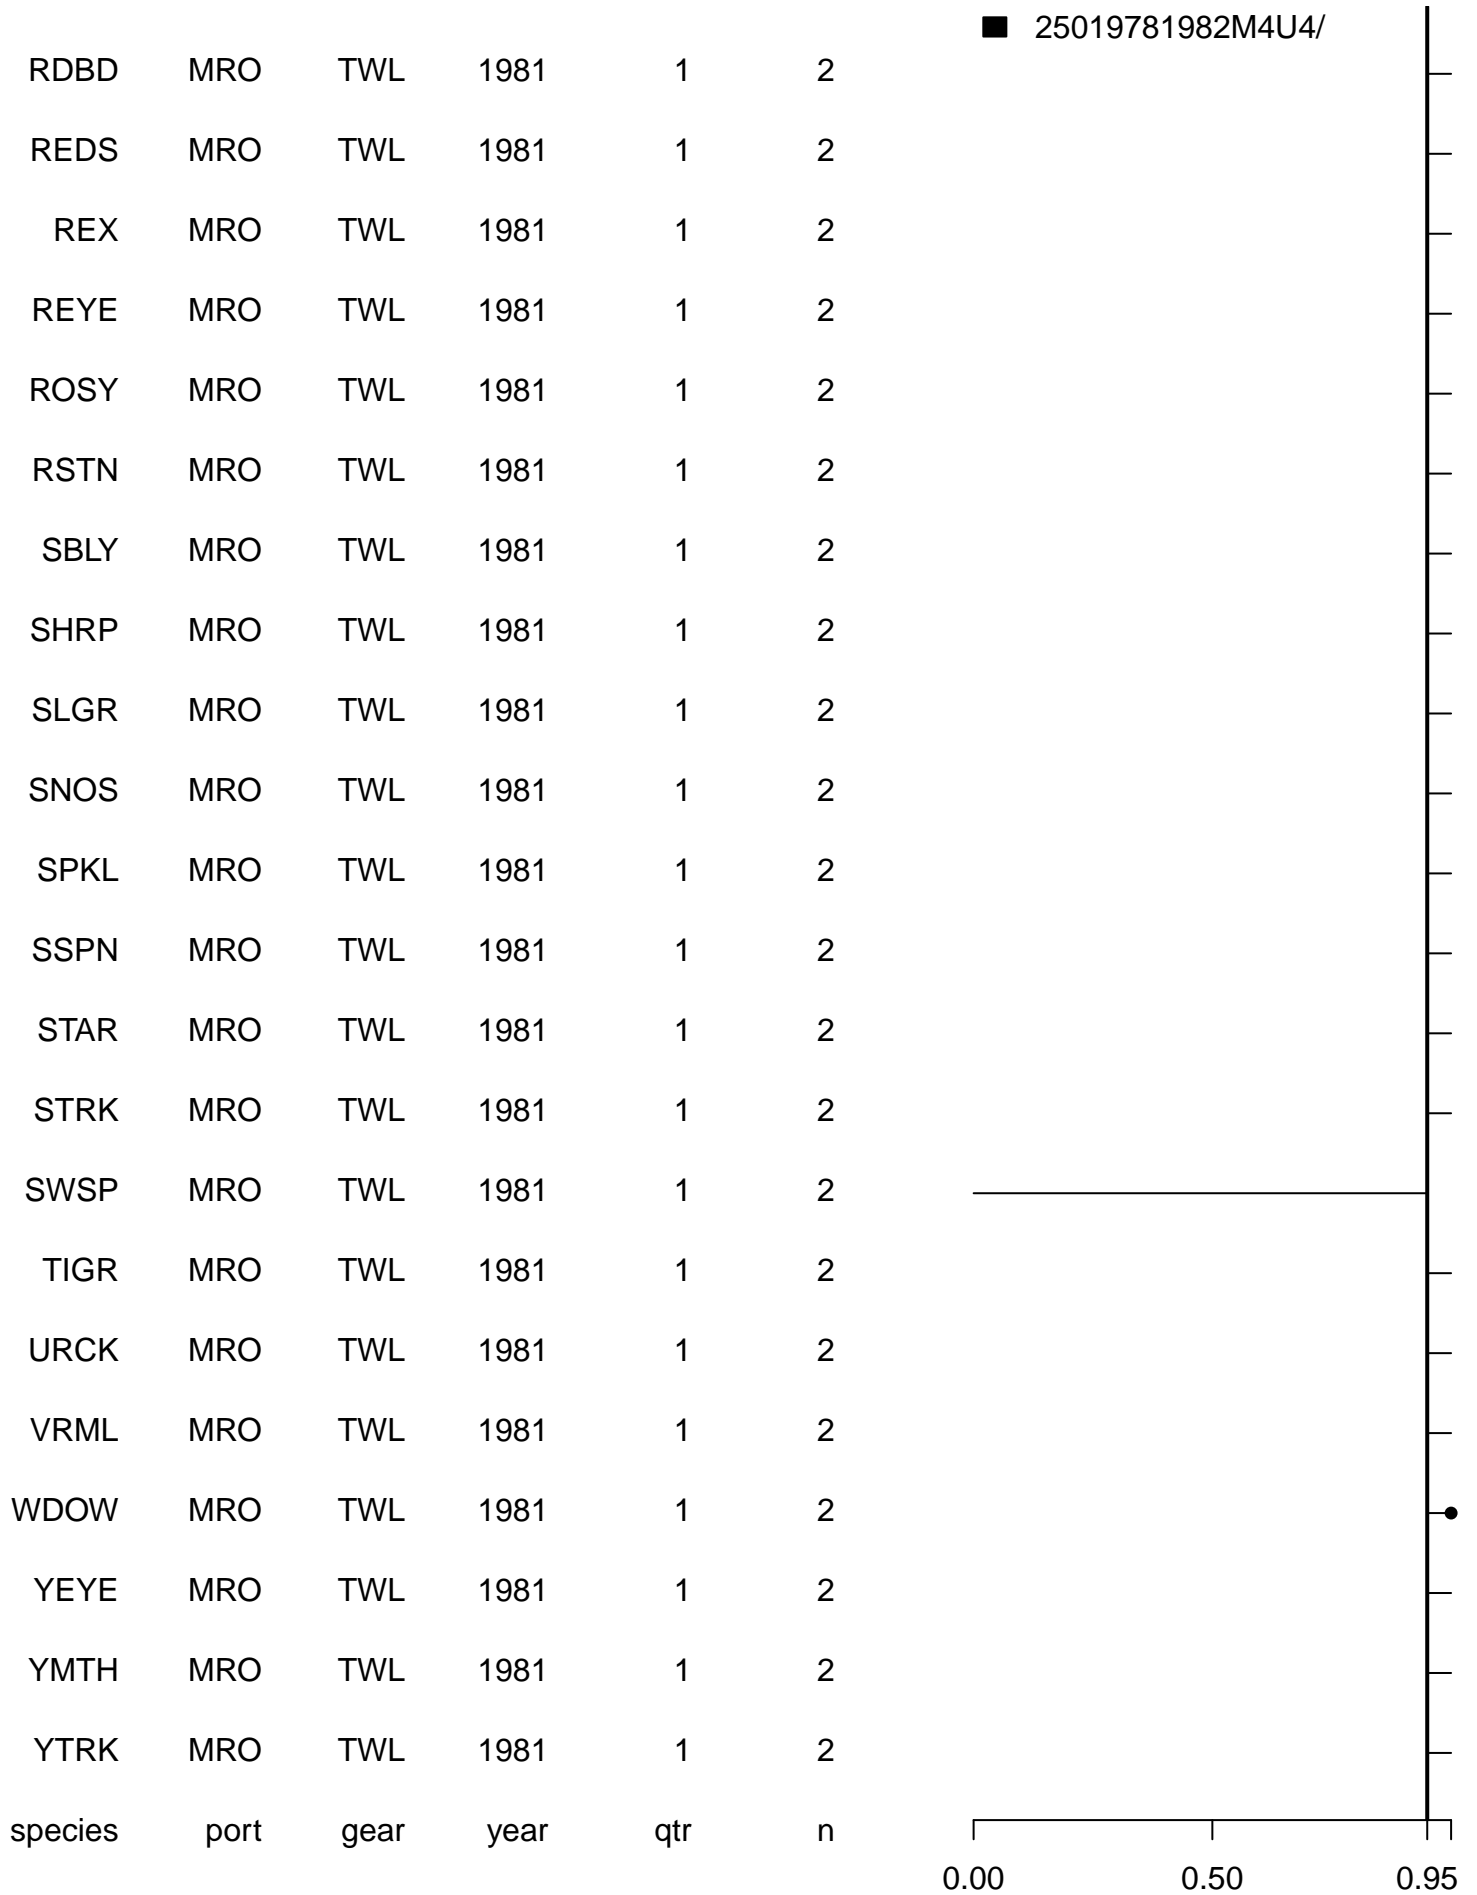 25019781982M4U4/
RDBD MRO TWL 1981 1 2
REDS MRO TWL 1981 1 2
REX MRO TWL 1981 1 2
REYE MRO TWL 1981 1 2
ROSY MRO TWL 1981 1 2
RSTN MRO TWL 1981 1 2
SBLY MRO TWL 1981 1 2
SHRP MRO TWL 1981 1 2
SLGR MRO TWL 1981 1 2
SNOS MRO TWL 1981 1 2
SPKL MRO TWL 1981 1 2
SSPN MRO TWL 1981 1 2
STAR MRO TWL 1981 1 2
STRK MRO TWL 1981 1 2
SWSP MRO TWL 1981 1 2
TIGR MRO TWL 1981 1 2
URCK MRO TWL 1981 1 2
VRML MRO TWL 1981 1 2
WDOW MRO TWL 1981 1 2
YEYE MRO TWL 1981 1 2
YMTH MRO TWL 1981 1 2
YTRK MRO TWL 1981 1 2
species port gear year qtr n
0.00 0.50 0.95